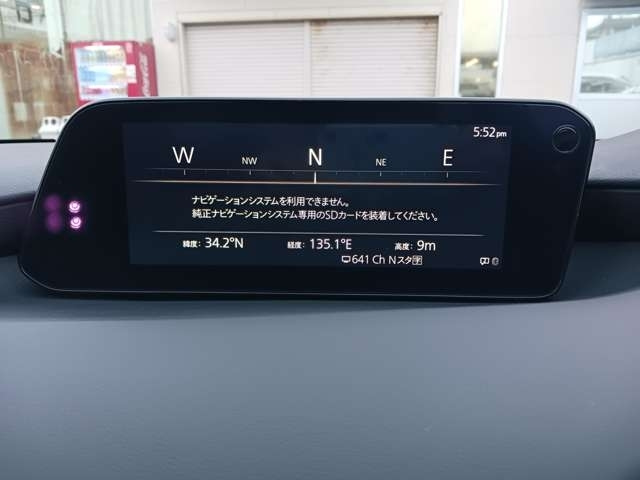 5:52pm
W NW N NE E
ナビゲーションシステムを利用できません。
純正ナビゲーションシステム専用のSDカードを装着してください。
緯度: 34.2°N 経度: 135.1°E 高度: 9m
641 Ch Nスタ字